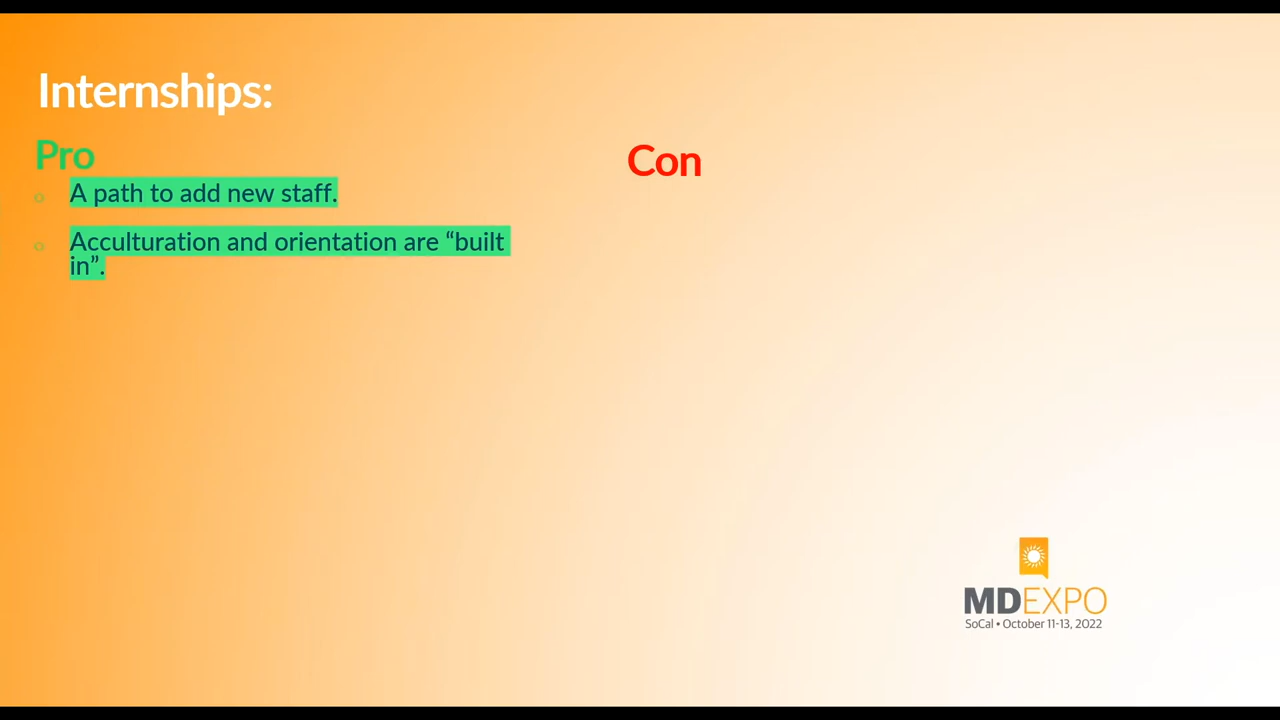 Internships:
Pro
Con
○ A path to add new staff.
○ Acculturation and orientation are “built
in”.
MDEXPO
SoCal • October 11-13, 2022